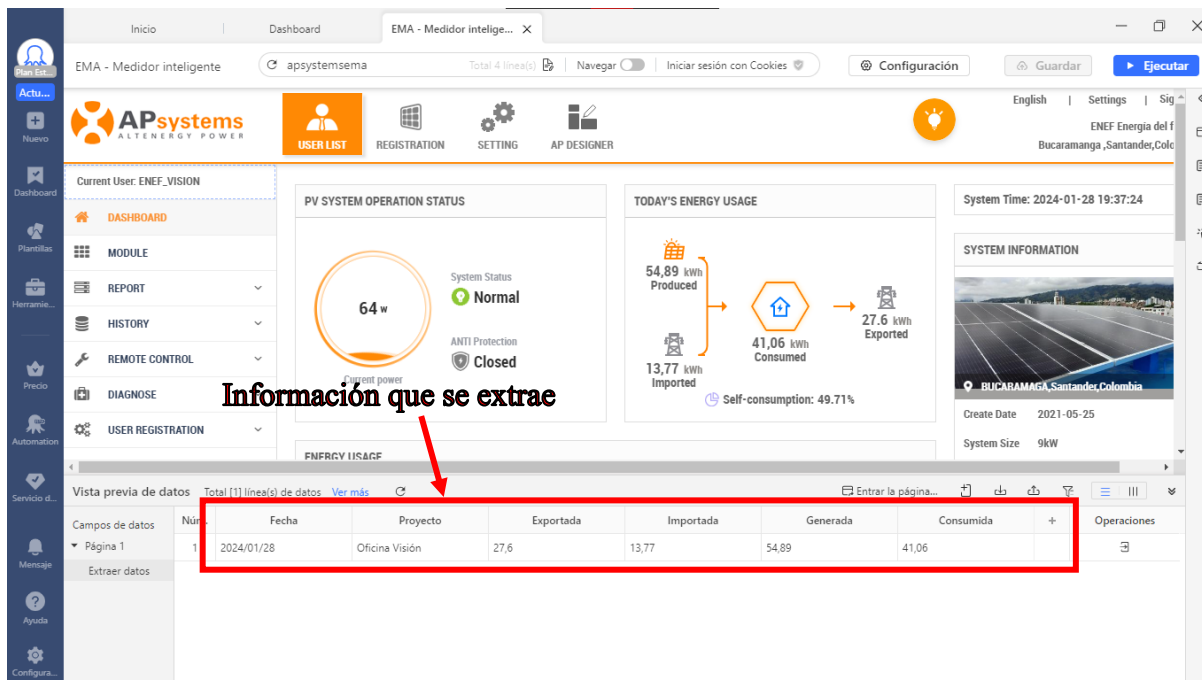 Inicio
Dashboard
EMA - Medidor intelige... X
Plan Est...
Actu...
Nuevo
Dashboard
Plantillas
Herramie...
Precio
Automation
Servicio d...
Mensaje
Ayuda
Configura...
EMA - Medidor inteligente
apsystemsema
Total 4 línea(s)
Navegar
Iniciar sesión con Cookies
Configuración
Guardar
Ejecutar
APsystems
ALTENERGY POWER
USER LIST
REGISTRATION
SETTING
AP DESIGNER
English | Settings | Sig
ENEF Energia del f
Bucaramanga ,Santander,Colo
Current User: ENEF_VISION
DASHBOARD
MODULE
REPORT
HISTORY
REMOTE CONTROL
DIAGNOSE
USER REGISTRATION
PV SYSTEM OPERATION STATUS
64 w
Current power
System Status
Normal
ANTI Protection
Closed
TODAY'S ENERGY USAGE
54,89 kWh
Produced
13,77 kWh
Imported
41,06 kWh
Consumed
27.6 kWh
Exported
Self-consumption: 49.71%
System Time: 2024-01-28 19:37:24
SYSTEM INFORMATION
BUCARAMAGA,Santander,Colombia
Create Date 2021-05-25
System Size 9kW
Información que se extrae
ENERGY USAGE
Vista previa de datos Total [1] línea(s) de datos Ver más
Entrar la página...
Campos de datos
Página 1
Extraer datos
Núm. Fecha Proyecto Exportada Importada Generada Consumida + Operaciones
1 2024/01/28 Oficina Visión 27,6 13,77 54,89 41,06